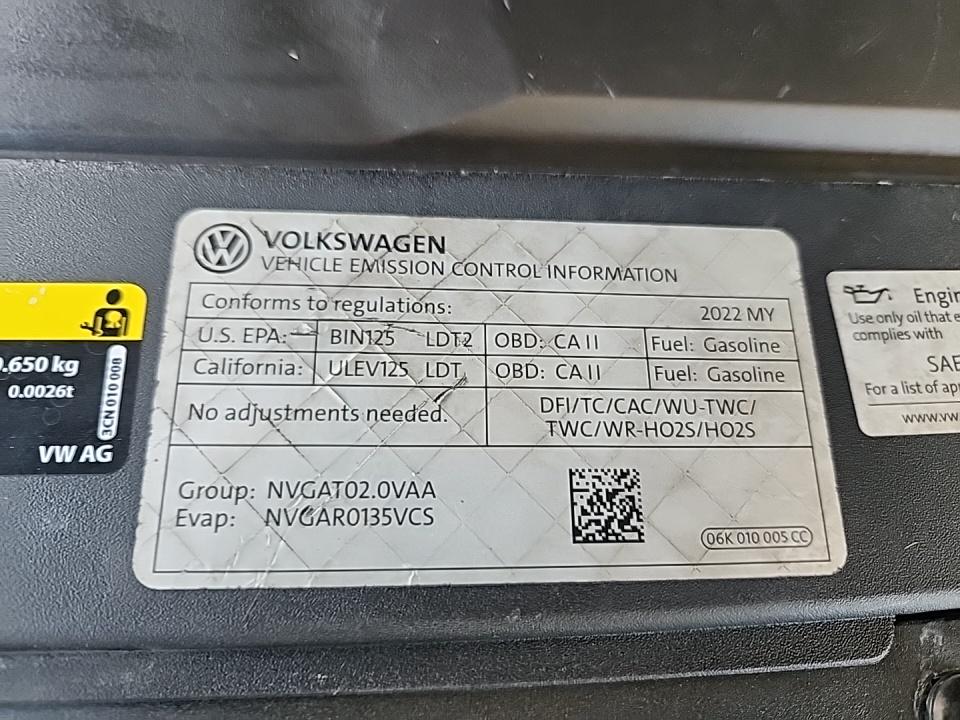 VOLKSWAGEN
VEHICLE EMISSION CONTROL INFORMATION
Conforms to regulations: 2022 MY
U.S. EPA: BIN125 LDT2 OBD: CA II Fuel: Gasoline
California: ULEV125 LDT OBD: CA II Fuel: Gasoline
No adjustments needed.
DFI/TC/CAC/WU-TWC/
TWC/WR-HO2S/HO2S
Group: NVGAT02.0VAA
Evap: NVGAR0135VCS
06K 010 005 CC
0.650 kg
0.0026t
3CN 010 008
VW AG
Engin
Use only oil that e
complies with
SAE
For a list of ap
www.vw